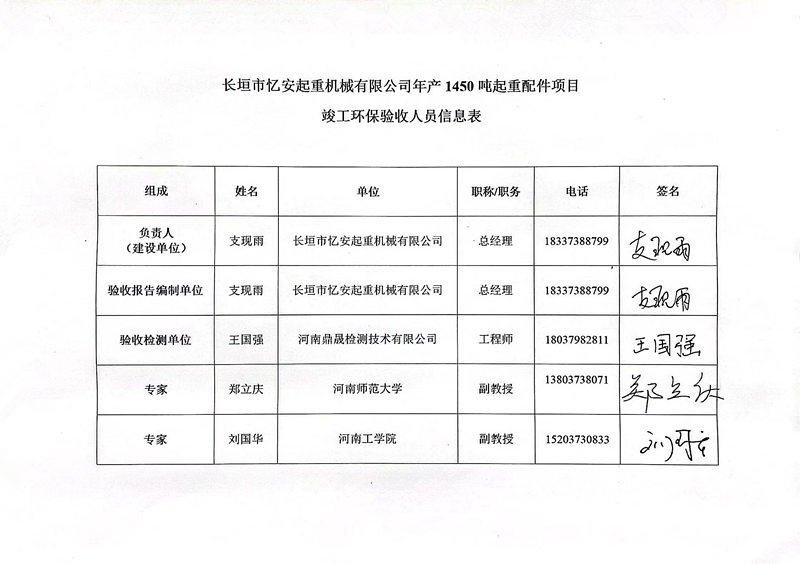 长垣市忆安起重机械有限公司年产1450吨起重配件项目
竣工环保验收人员信息表
组成 姓名 单位 职称/职务 电话 签名
负责人
（建设单位） 支现雨 长垣市忆安起重机械有限公司 总经理 18337388799 支现雨
验收报告编制单位 支现雨 长垣市忆安起重机械有限公司 总经理 18337388799 支现雨
验收检测单位 王国强 河南鼎晟检测技术有限公司 工程师 18037982811 王国强
专家 郑立庆 河南师范大学 副教授 13803738071 郑立庆
专家 刘国华 河南工学院 副教授 15203730833 刘国华